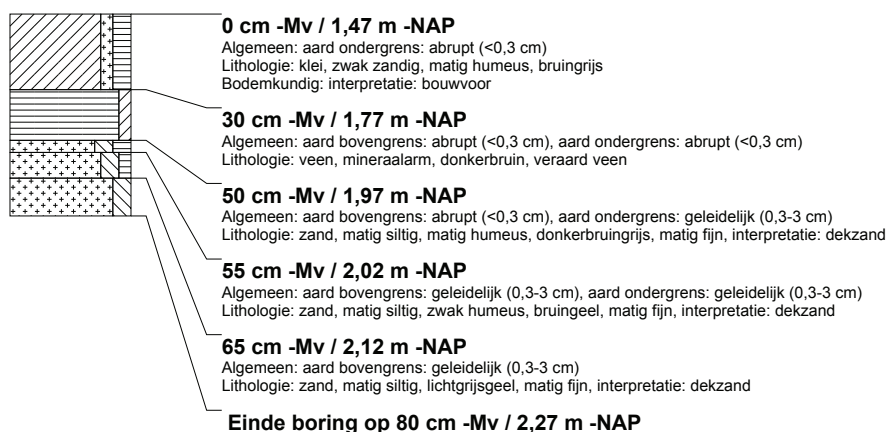 0 cm -Mv / 1,47 m -NAP
Algemeen: aard ondergrens: abrupt (<0,3 cm)
Lithologie: klei, zwak zandig, matig humeus, bruingrijs
Bodemkundig: interpretatie: bouwvoor
30 cm -Mv / 1,77 m -NAP
Algemeen: aard bovengrens: abrupt (<0,3 cm), aard ondergrens: abrupt (<0,3 cm)
Lithologie: veen, mineraalarm, donkerbruin, veraard veen
50 cm -Mv / 1,97 m -NAP
Algemeen: aard bovengrens: abrupt (<0,3 cm), aard ondergrens: geleidelijk (0,3-3 cm)
Lithologie: zand, matig siltig, matig humeus, donkerbruingrijs, matig fijn, interpretatie: dekzand
55 cm -Mv / 2,02 m -NAP
Algemeen: aard bovengrens: geleidelijk (0,3-3 cm), aard ondergrens: geleidelijk (0,3-3 cm)
Lithologie: zand, matig siltig, zwak humeus, bruingeel, matig fijn, interpretatie: dekzand
65 cm -Mv / 2,12 m -NAP
Algemeen: aard bovengrens: geleidelijk (0,3-3 cm)
Lithologie: zand, matig siltig, lichtgrijsgeel, matig fijn, interpretatie: dekzand
Einde boring op 80 cm -Mv / 2,27 m -NAP